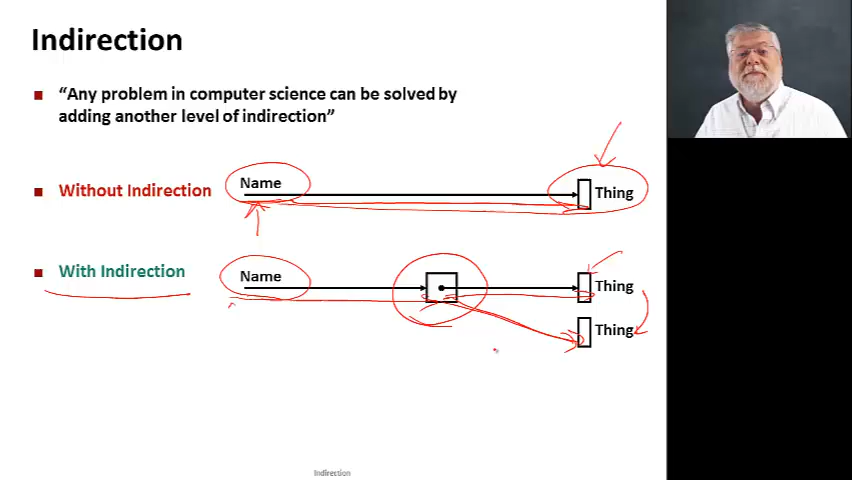 Indirection
“Any problem in computer science can be solved by
adding another level of indirection”
Without Indirection
Name
Thing
With Indirection
Name
Thing
Thing
Indirection